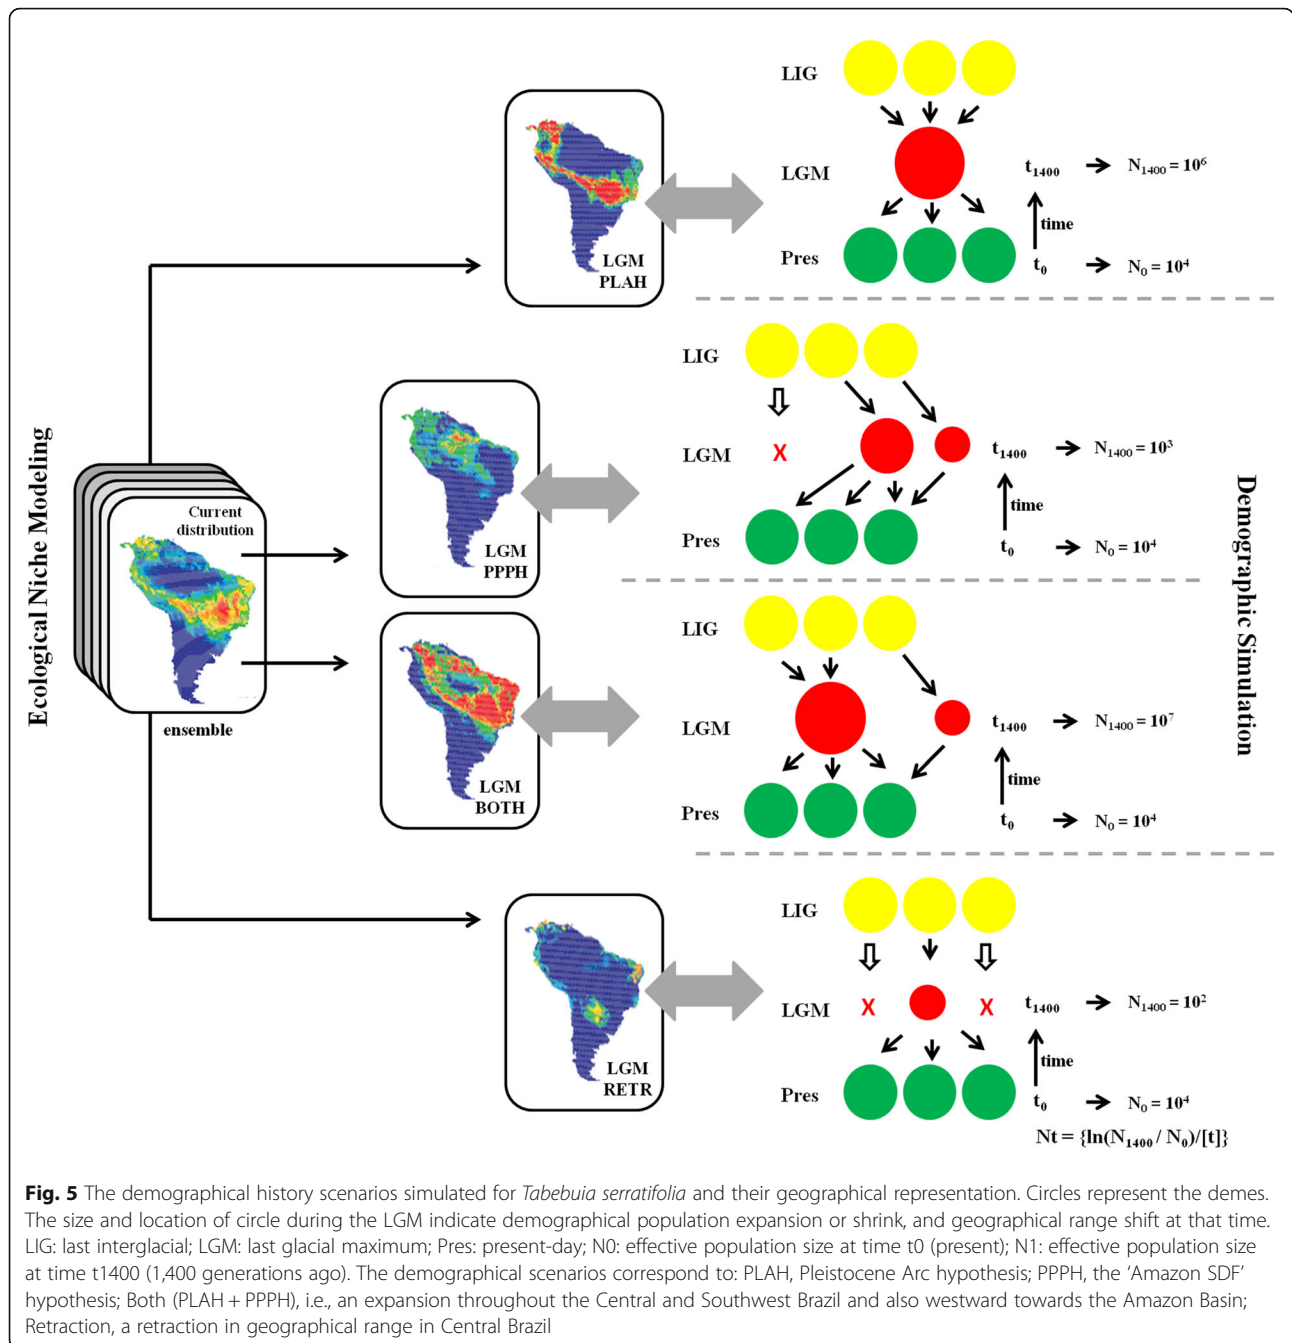 Ecological Niche Modeling
Current
distribution
ensemble
LGM
PLAH
LIG
LGM
Pres
t1400 → N1400 = 10⁶
time
t0 → N0 = 10⁴
LGM
PPPH
LIG
LGM
X
Pres
t1400 → N1400 = 10³
time
t0 → N0 = 10⁴
LGM
BOTH
LIG
LGM
Pres
t1400 → N1400 = 10⁷
time
t0 → N0 = 10⁴
LGM
RETR
LIG
LGM
X X
Pres
t1400 → N1400 = 10²
time
t0 → N0 = 10⁴
Nt = {ln(N1400 / N0)/[t]}
Demographic Simulation
Fig. 5 The demographical history scenarios simulated for Tabebuia serratifolia and their geographical representation. Circles represent the demes.
The size and location of circle during the LGM indicate demographical population expansion or shrink, and geographical range shift at that time.
LIG: last interglacial; LGM: last glacial maximum; Pres: present-day; N0: effective population size at time t0 (present); N1: effective population size
at time t1400 (1,400 generations ago). The demographical scenarios correspond to: PLAH, Pleistocene Arc hypothesis; PPPH, the ‘Amazon SDF’
hypothesis; Both (PLAH + PPPH), i.e., an expansion throughout the Central and Southwest Brazil and also westward towards the Amazon Basin;
Retraction, a retraction in geographical range in Central Brazil